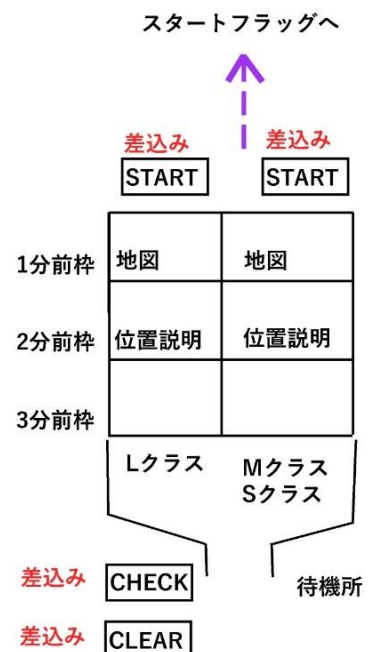 スタートフラッグへ
差込み 差込み
START START
1分前枠 地図 地図
2分前枠 位置説明 位置説明
3分前枠
Lクラス Mクラス
Sクラス
差込み CHECK 待機所
差込み CLEAR